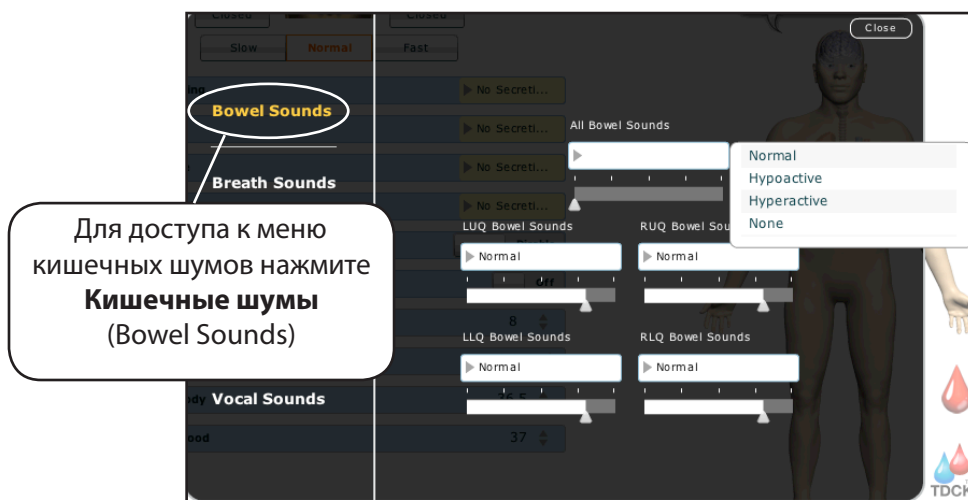 Closed Closed
Close
Slow Normal Fast
No Secreti...
Bowel Sounds
No Secreti...
All Bowel Sounds
Normal
Hypoactive
Hyperactive
None
No Secreti...
Breath Sounds
No Secreti...
Для доступа к меню
кишечных шумов нажмите
Кишечные шумы
(Bowel Sounds)
LUQ Bowel Sounds
RUQ Bowel Sou
Normal
Normal
Off
8
LLQ Bowel Sounds
RLQ Bowel Sounds
Normal
Normal
Vocal Sounds
36.5
37
TDCK